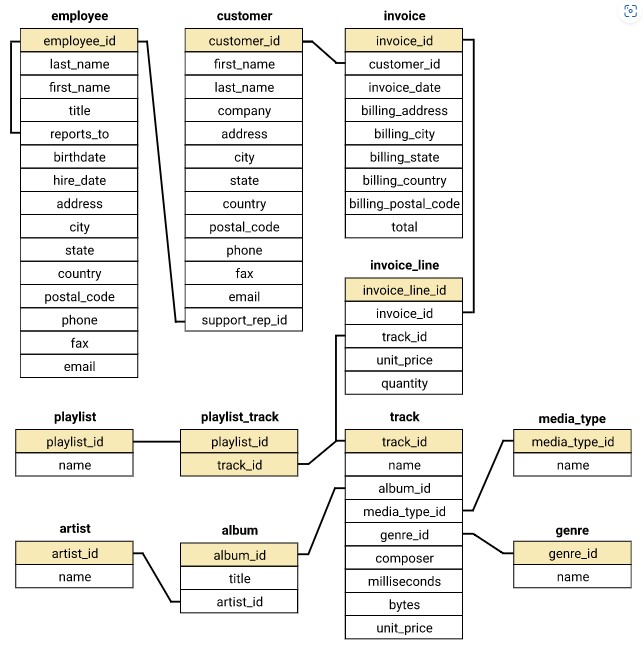 employee
employee_id
last_name
first_name
title
reports_to
birthdate
hire_date
address
city
state
country
postal_code
phone
fax
email
customer
customer_id
first_name
last_name
company
address
city
state
country
postal_code
phone
fax
email
support_rep_id
invoice
invoice_id
customer_id
invoice_date
billing_address
billing_city
billing_state
billing_country
billing_postal_code
total
invoice_line
invoice_line_id
invoice_id
track_id
unit_price
quantity
playlist
playlist_id
name
playlist_track
playlist_id
track_id
track
track_id
name
album_id
media_type_id
genre_id
composer
milliseconds
bytes
unit_price
media_type
media_type_id
name
artist
artist_id
name
album
album_id
title
artist_id
genre
genre_id
name